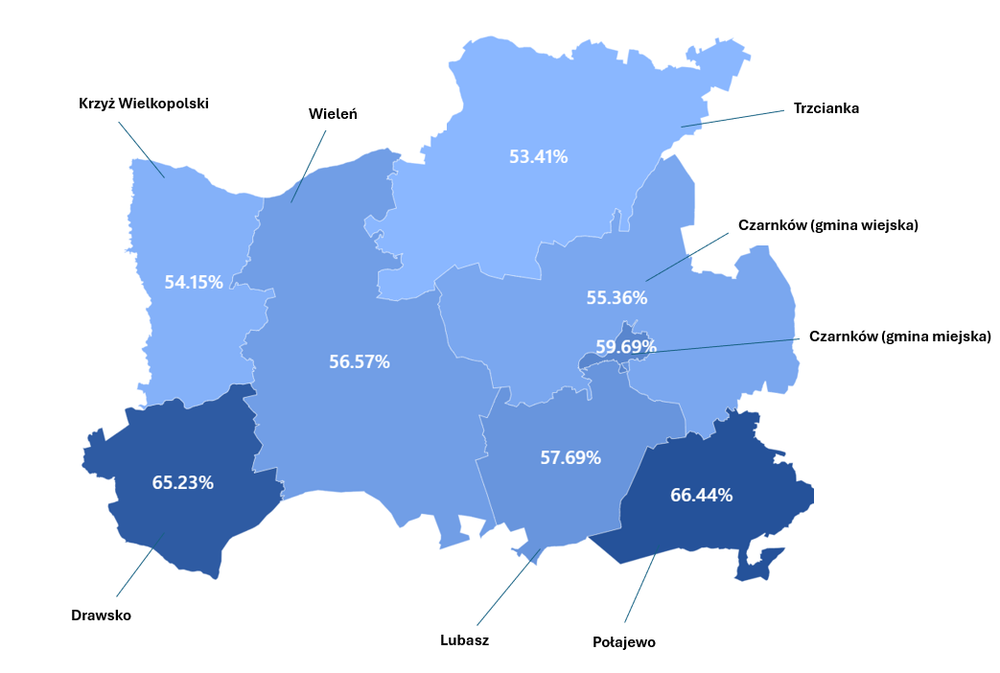 Krzyż Wielkopolski
Wieleń
Trzcianka
53.41%
Czarnków (gmina wiejska)
54.15%
55.36%
Czarnków (gmina miejska)
59.69%
56.57%
57.69%
65.23%
66.44%
Drawsko
Lubasz
Połajewo